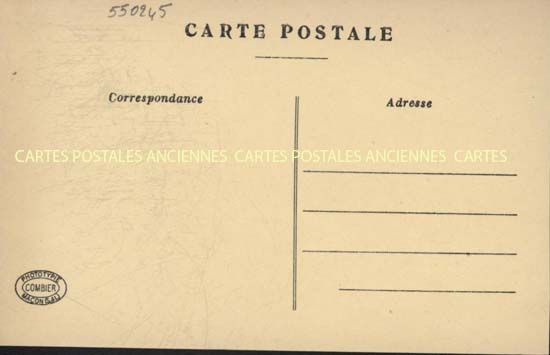 550245
CARTE POSTALE
Correspondance
Adresse
CARTES POSTALES ANCIENNES CARTES POSTALES ANCIENNES CARTES
PHOTOTYPIE
COMBIER
MACON (S.&L.)